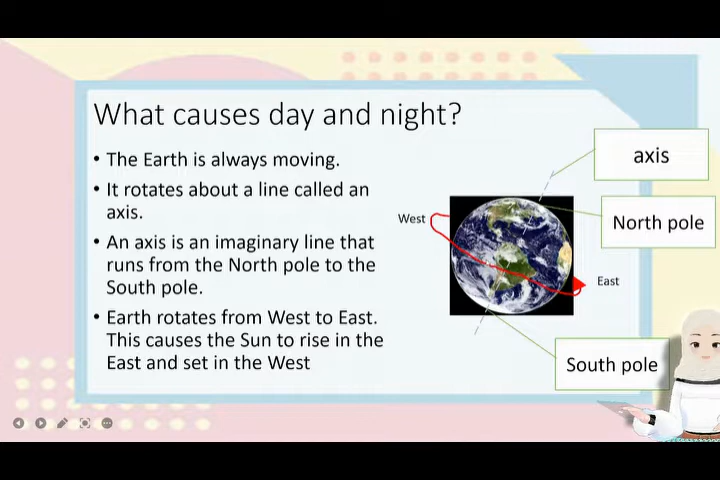 What causes day and night?
• The Earth is always moving.
• It rotates about a line called an
axis.
• An axis is an imaginary line that
runs from the North pole to the
South pole.
• Earth rotates from West to East.
This causes the Sun to rise in the
East and set in the West
axis
West
North pole
East
South pole